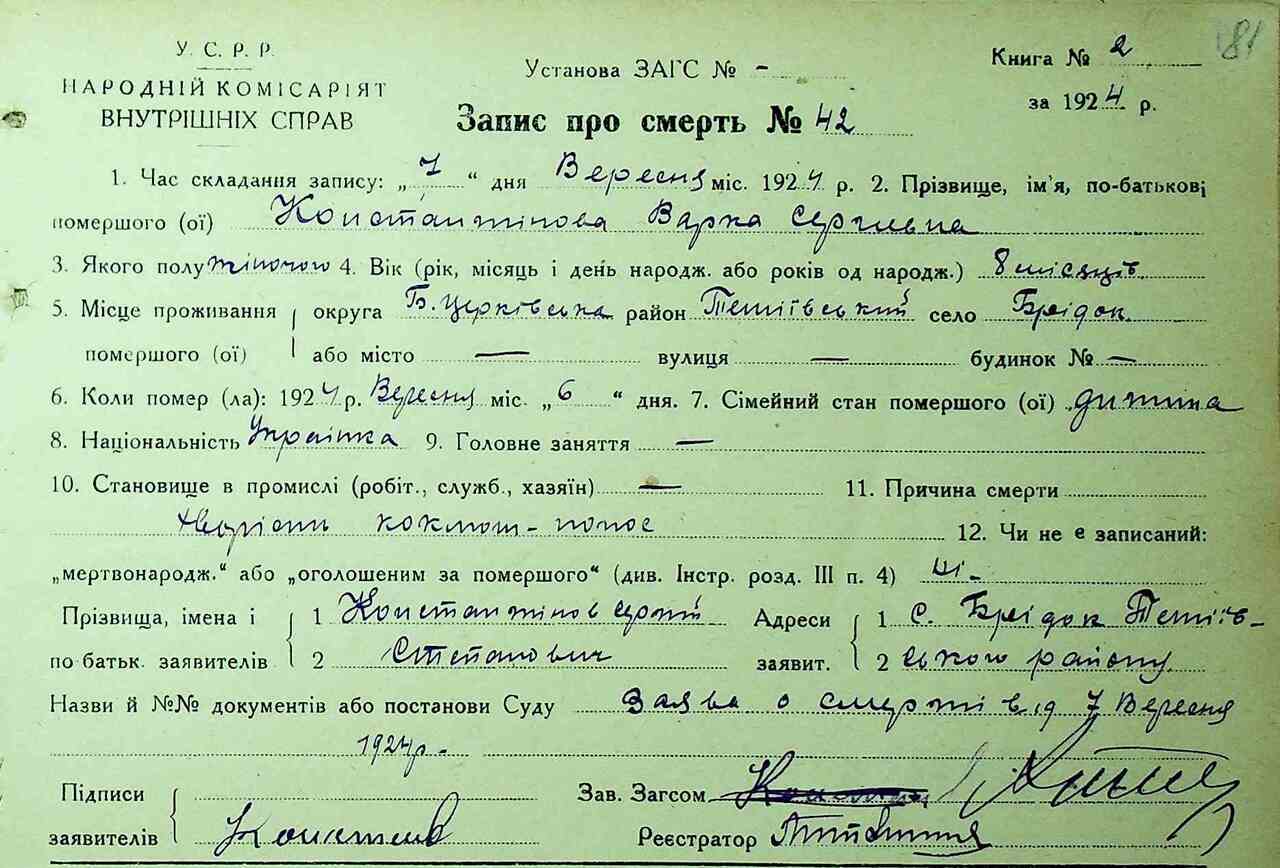 У. С. Р. Р.
НАРОДНІЙ КОМІСАРІЯТ
ВНУТРІШНІХ СПРАВ
Установа ЗАГС № -
Книга № 2
81
за 1924 р.
Запис про смерть № 42
1. Час складання запису: „7“ дня Вересня міс. 1924 р. 2. Прізвище, ім'я, по-батькові
помершого (ої) Константінова Варка Сергиевна
3. Якого полу жіночого 4. Вік (рік, місяць і день народж. або років од народж.) 8 місяців
5. Місце проживання округа Б. Церківська район Тетіївський село Брідок
помершого (ої) або місто — вулиця — будинок № —
6. Коли помер (ла): 1924 р. Вересня міс. „6“ дня. 7. Сімейний стан помершого (ої) дитина
8. Національність Українка 9. Головне заняття —
10. Становище в промислі (робіт., служб., хазяїн) — 11. Причина смерти
12. Чи не є записаний:
„мертвонародж.“ або „оголошеним за помершого“ (див. Інстр. розд. III п. 4) ні-
Прізвища, імена і 1 Константінов Сергій Адреси 1 с. Брідок Тетіїв-
по батьк. заявителів 2 Степанович заявит. 2 ського району
Назви й №№ документів або постанови Суду Заява о смерті від 7 Вересня
1924р-
Підписи Зав. Загсом
заявителів Реєстратор